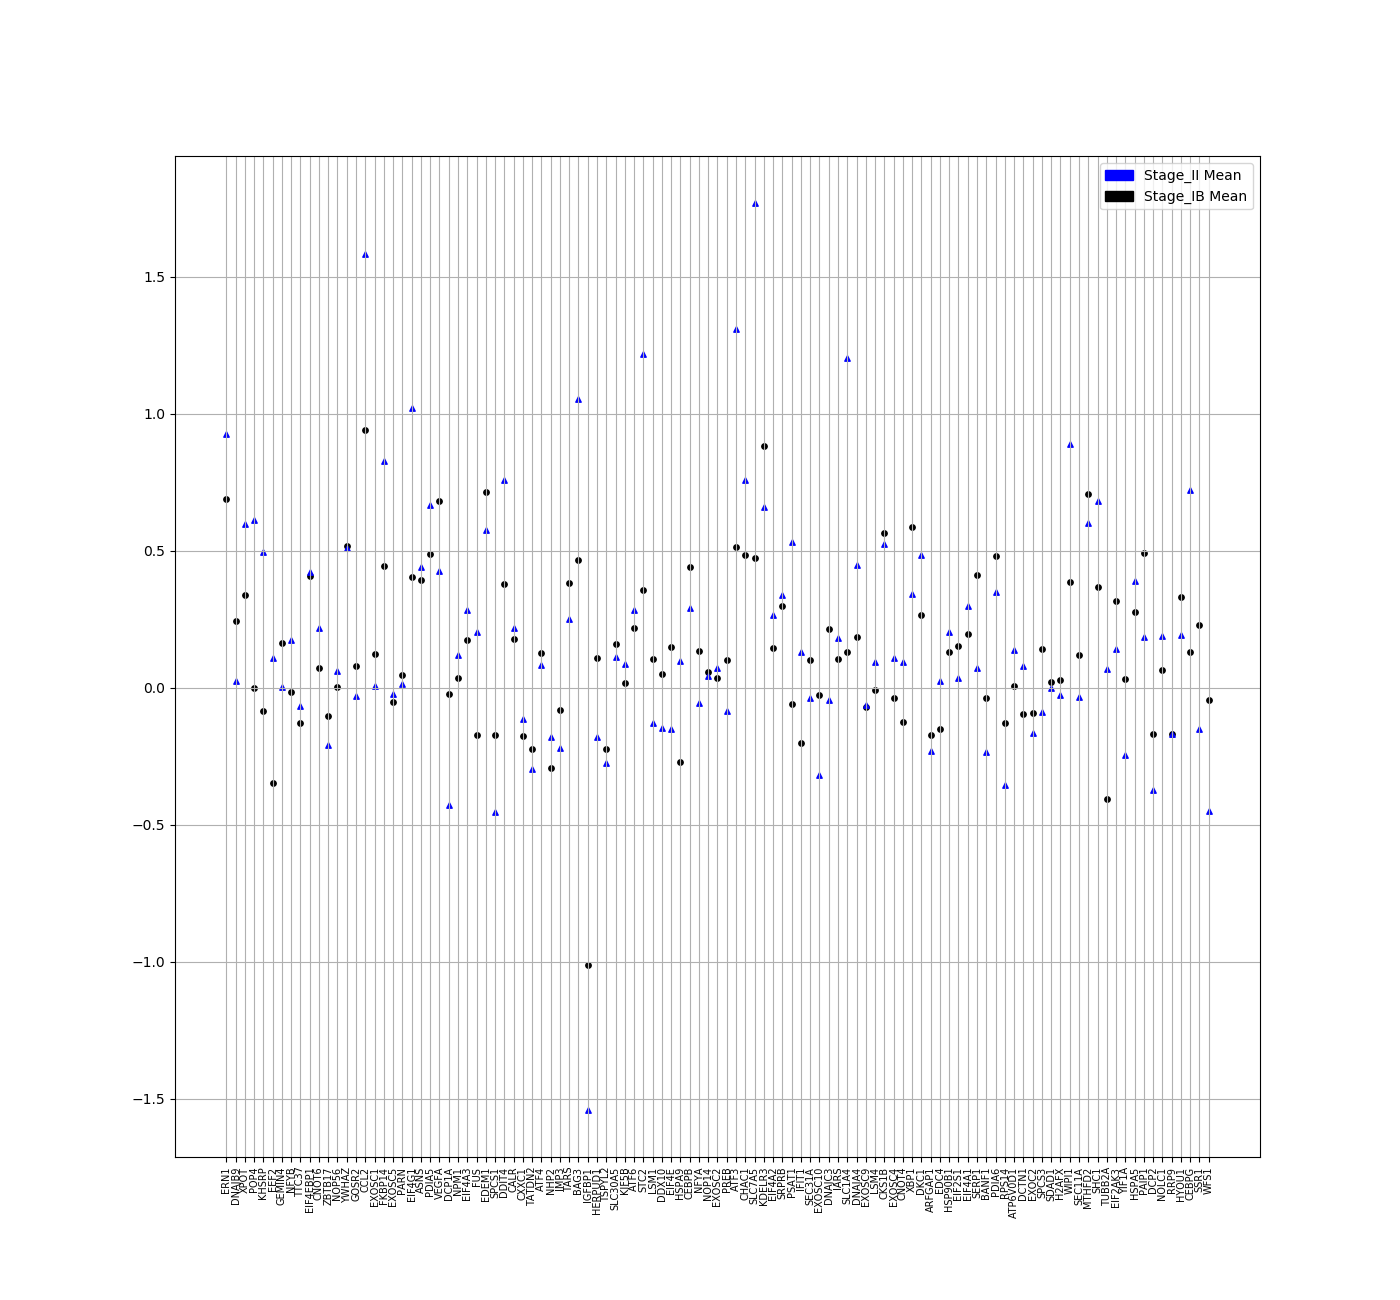 Stage_II Mean
Stage_IB Mean
1.5
1.0
0.5
0.0
−0.5
−1.0
−1.5
ERN1
DNAJB9
XPOT
POP4
KHSRP
EEF2
GEMIN4
NFYB
TTC37
EIF4EBP1
CNOT6
ZBTB17
NOP56
YWHAZ
GOSR2
CCL2
EXOSC1
FKBP14
EXOSC5
PARN
EIF4G1
ASNS
PDIA5
VEGFA
DCP1A
NPM1
EIF4A3
FUS
EDEM1
SPCS1
DDIT4
CALR
CXXC1
TATDN2
ATF4
NHP2
IMP3
TARS
BAG3
IGFBP1
HERPUD1
TSPYL2
SLC30A5
KIF5B
ATF6
STC2
LSM1
DDX10
EIF4E
HSPA9
CEBPB
NFYA
NOP14
EXOSC2
PREB
ATF3
CHAC1
SLC7A5
KDELR3
EIF4A2
SRPRB
PSAT1
IFIT1
SEC31A
EXOSC10
DNAJC3
IARS
SLC1A4
DNAJA4
EXOSC9
LSM4
CKS1B
EXOSC4
CNOT4
XBP1
DKC1
ARFGAP1
EDC4
HSP90B1
EIF2S1
EIF4A1
SERP1
BANF1
PDIA6
RPS14
ATP6V0D1
DCTN1
EXOC2
SPCS3
SDAD1
H2AFX
WIPI1
SEC11A
MTHFD2
SHC1
TUBB2A
EIF2AK3
YIF1A
HSPA5
PAIP1
DCP2
NOLC1
RRP9
HYOU1
CEBPG
SSR1
WFS1